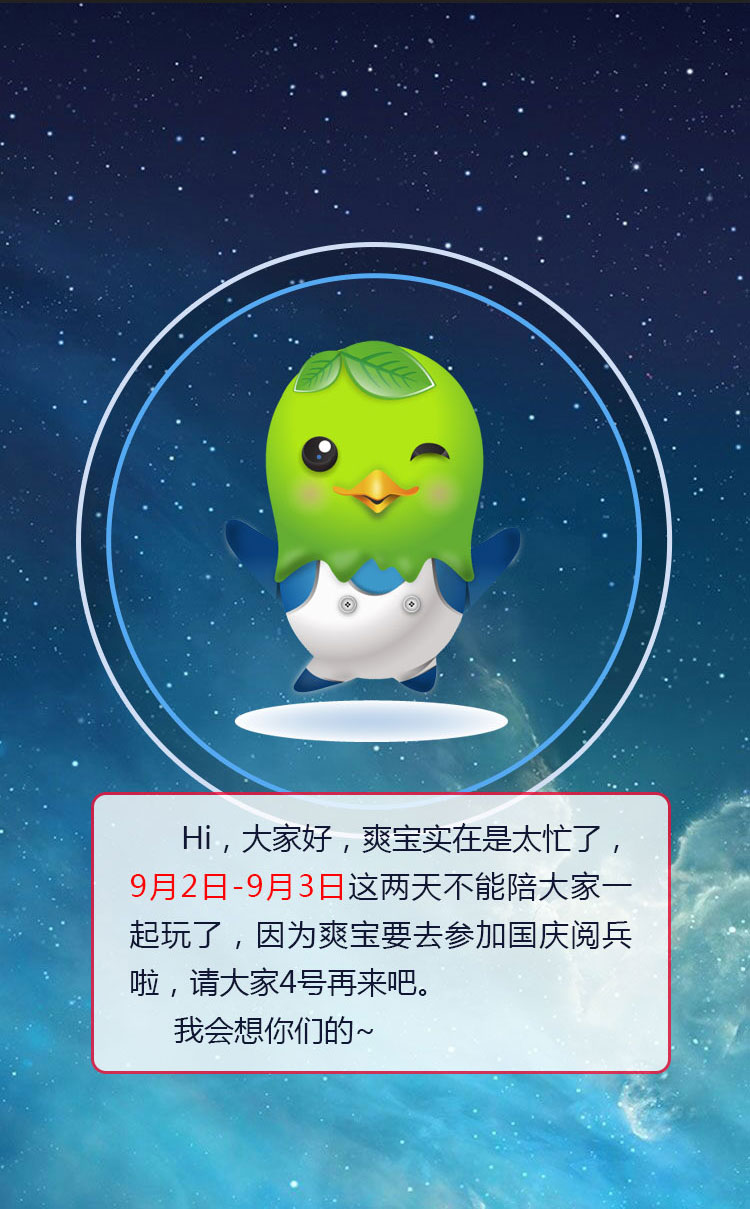 Hi，大家好，爽宝实在是太忙了，
9月2日-9月3日这两天不能陪大家一
起玩了，因为爽宝要去参加国庆阅兵
啦，请大家4号再来吧。
我会想你们的~